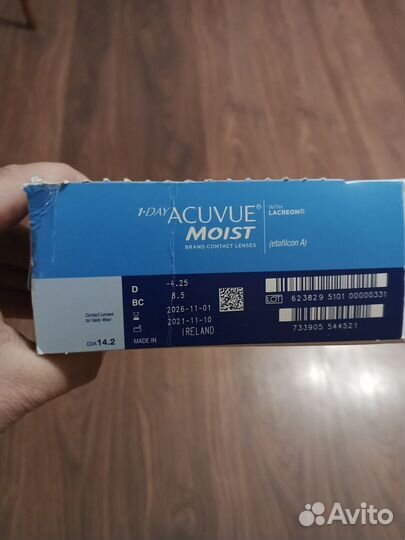 1-DAY ACUVUE® WITH LACREON®
MOIST
BRAND CONTACT LENSES (etafilcon A)
D -4.25
BC 8.5
2026-11-01
2021-11-10
MADE IN IRELAND
Contact Lenses
for Daily Wear
DIA 14.2
LOT 623829 5101 00000331
733905 544521
Avito